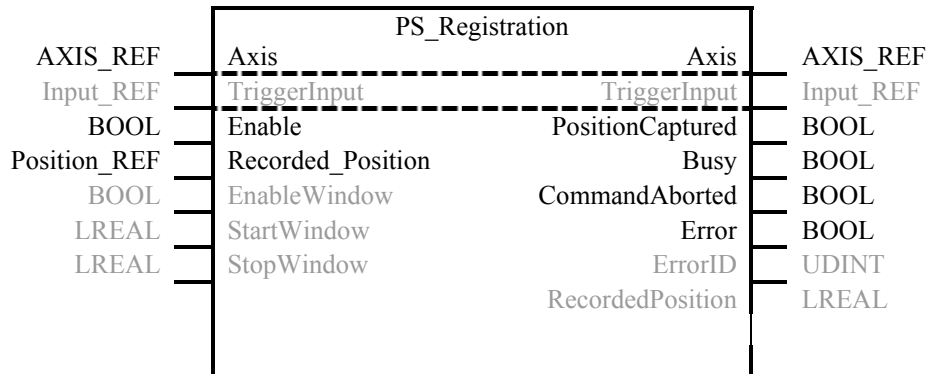 PS_Registration
AXIS_REF Axis Axis AXIS_REF
Input_REF TriggerInput TriggerInput Input_REF
BOOL Enable PositionCaptured BOOL
Position_REF Recorded_Position Busy BOOL
BOOL EnableWindow CommandAborted BOOL
LREAL StartWindow Error BOOL
LREAL StopWindow ErrorID UDINT
RecordedPosition LREAL